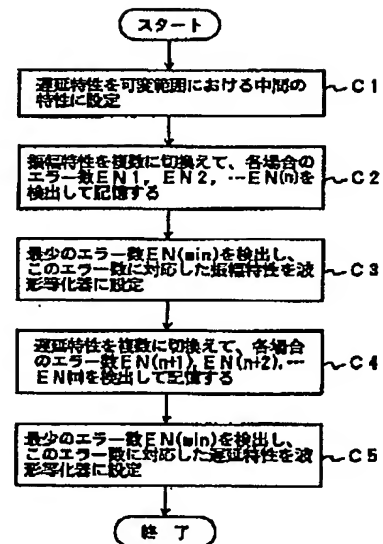 スタート
遅延特性を可変範囲における中間の
特性に設定
C1
振幅特性を複数に切換えて、各場合の
エラー数EN1, EN2, …EN(n)を
検出して記憶する
C2
最少のエラー数EN(min)を検出し、
このエラー数に対応した振幅特性を波
形等化器に設定
C3
遅延特性を複数に切換えて、各場合
のエラー数EN(n+1), EN(n+2), …
EN(m)を検出して記憶する
C4
最少のエラー数EN(min)を検出し、
このエラー数に対応した遅延特性を波
形等化器に設定
C5
終了